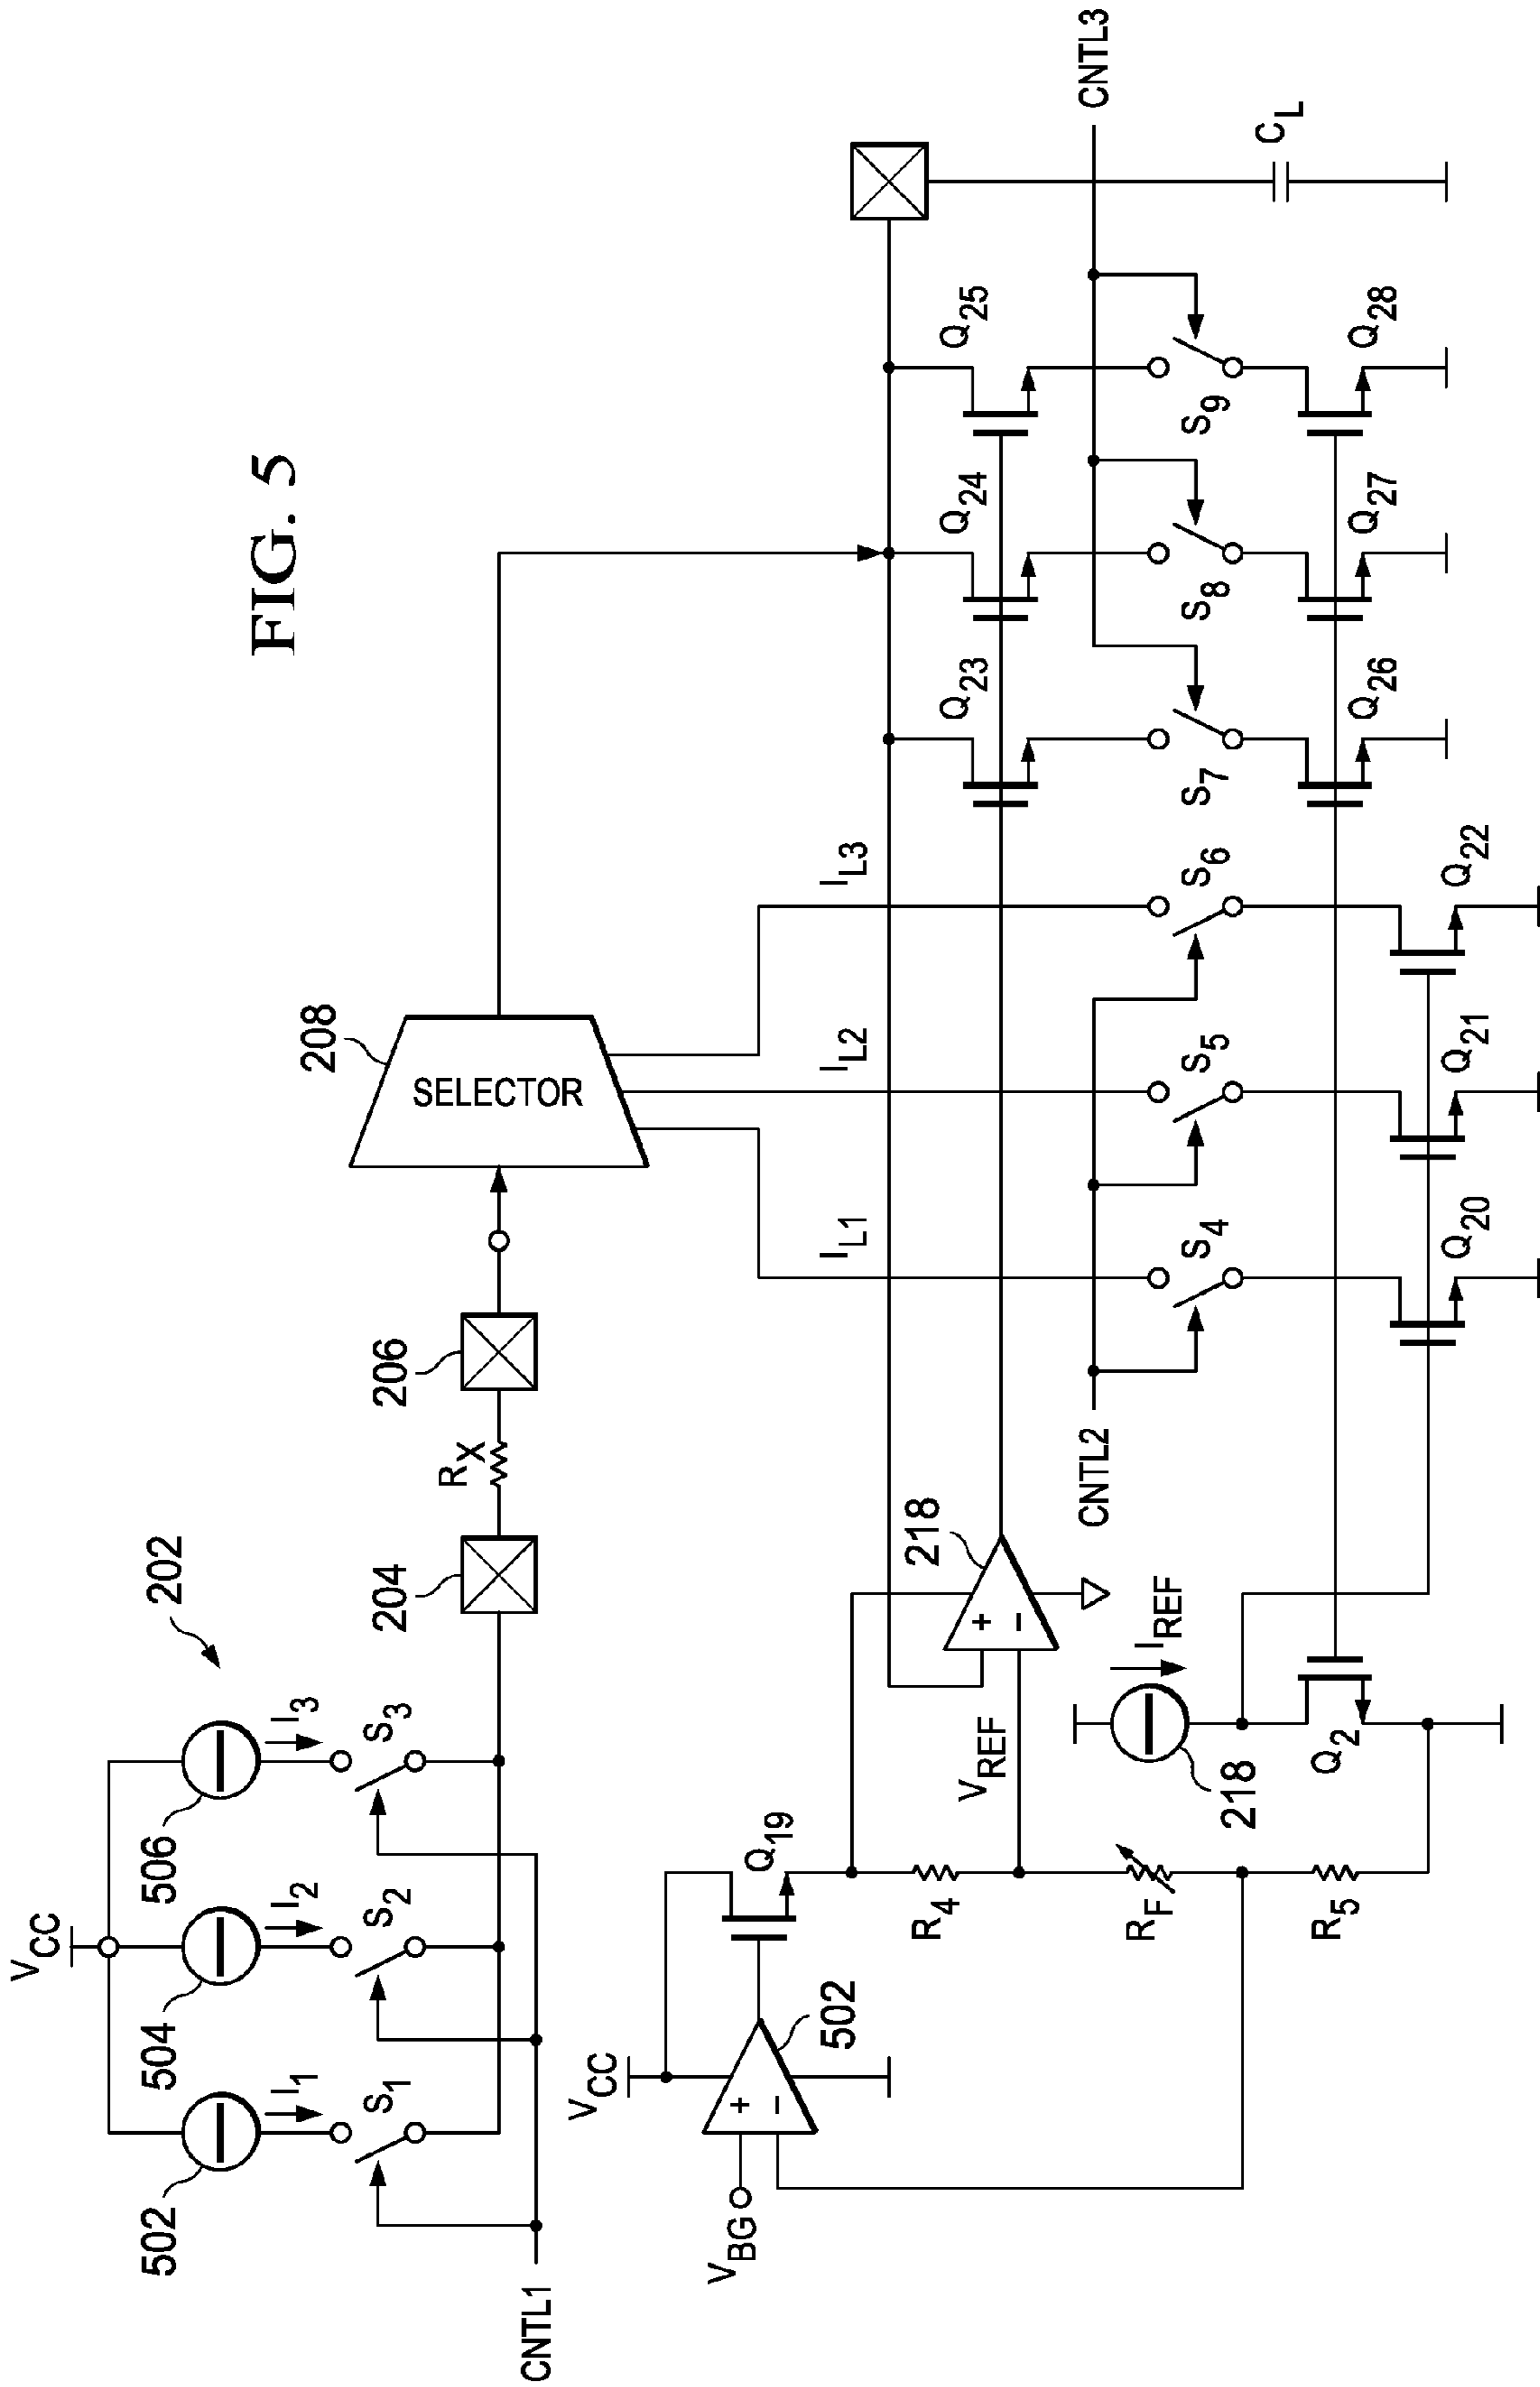 FIG. 5
202
VCC
502
504
506
I1
I2
I3
S1
S2
S3
CNTL1
204
RX
206
208
SELECTOR
IL1
IL2
IL3
VCC
VBG
502
Q19
R4
RF
R5
VREF
218
218
IREF
Q2
CNTL2
S4
S5
S6
Q20
Q21
Q22
Q23
Q24
Q25
S7
S8
S9
Q26
Q27
Q28
CNTL3
CL
+
−
+
−